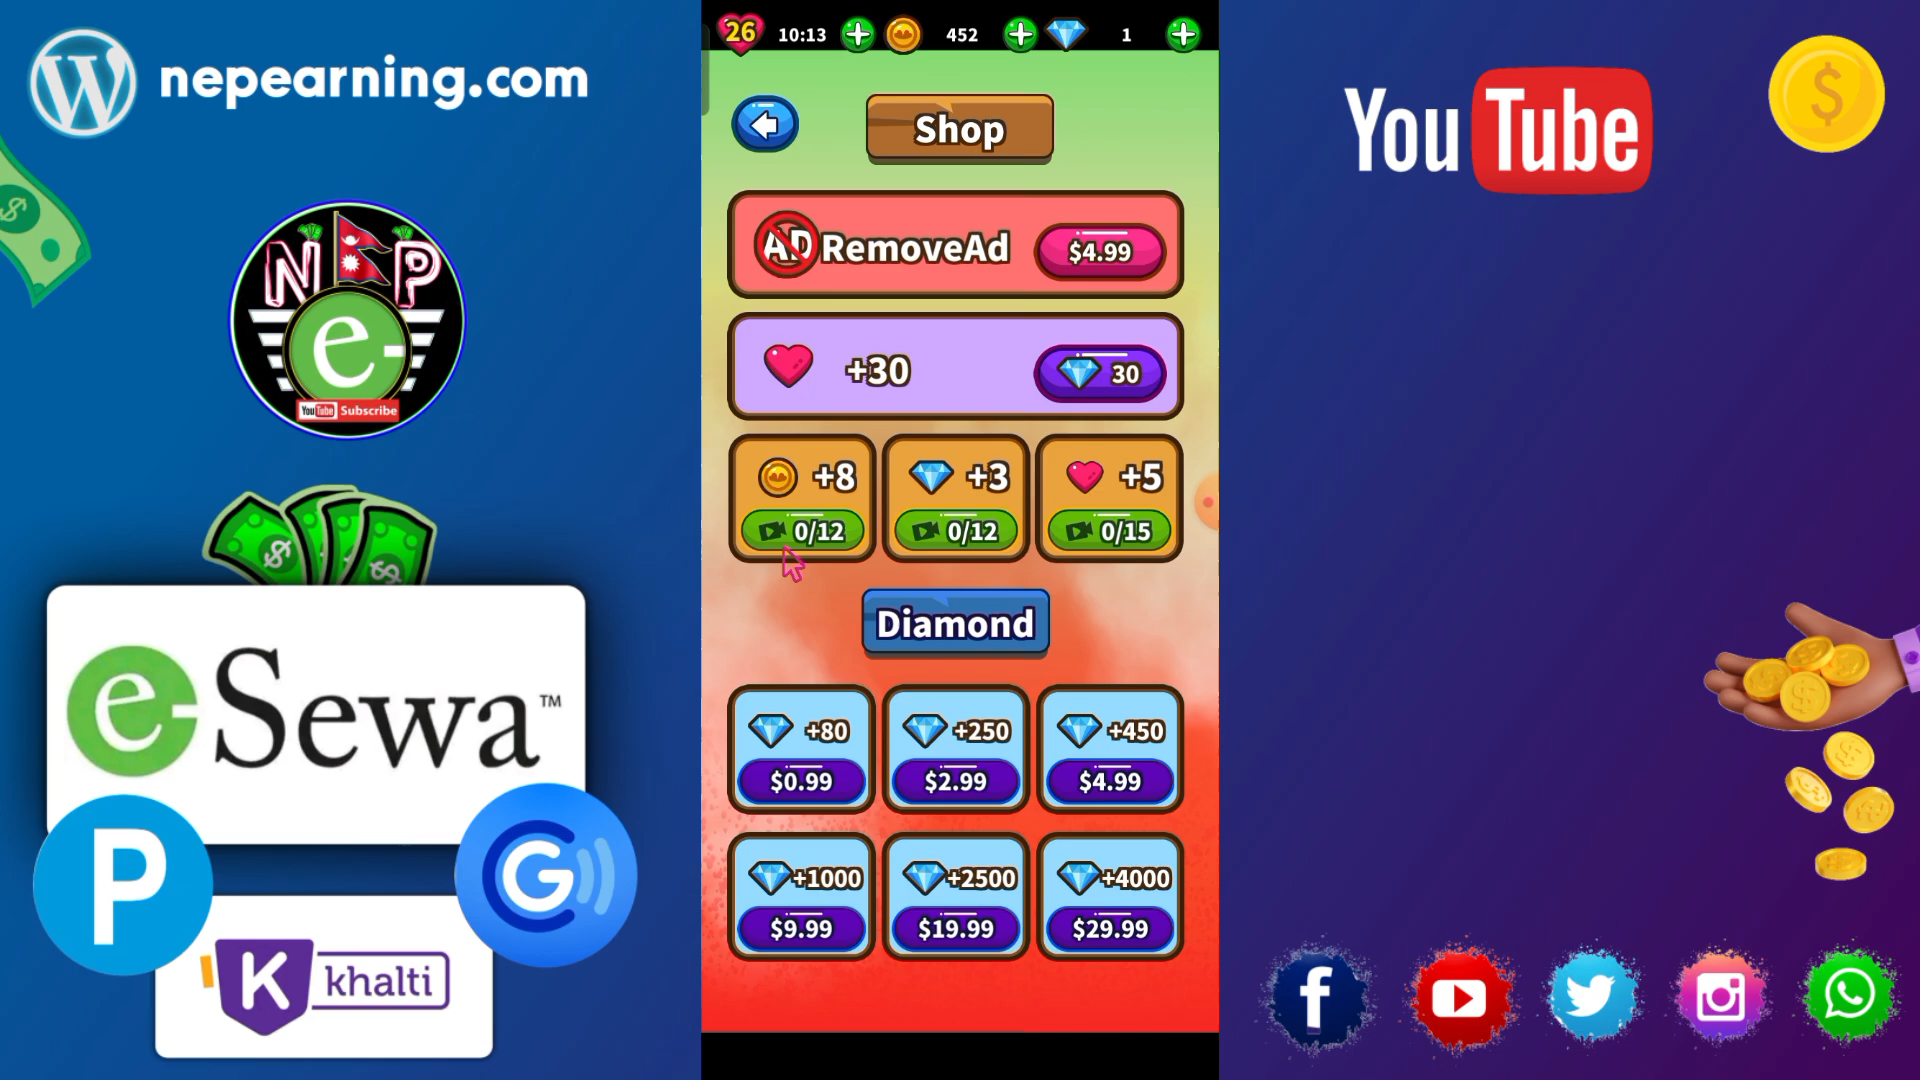 nepearning.com
N P
e-
YouTube Subscribe
e-Sewa™
P
G
K khalti
26 10:13 452 1
Shop
AD RemoveAd $4.99
+30 30
+8 +3 +5
0/12 0/12 0/15
Diamond
+80 +250 +450
$0.99 $2.99 $4.99
+1000 +2500 +4000
$9.99 $19.99 $29.99
YouTube